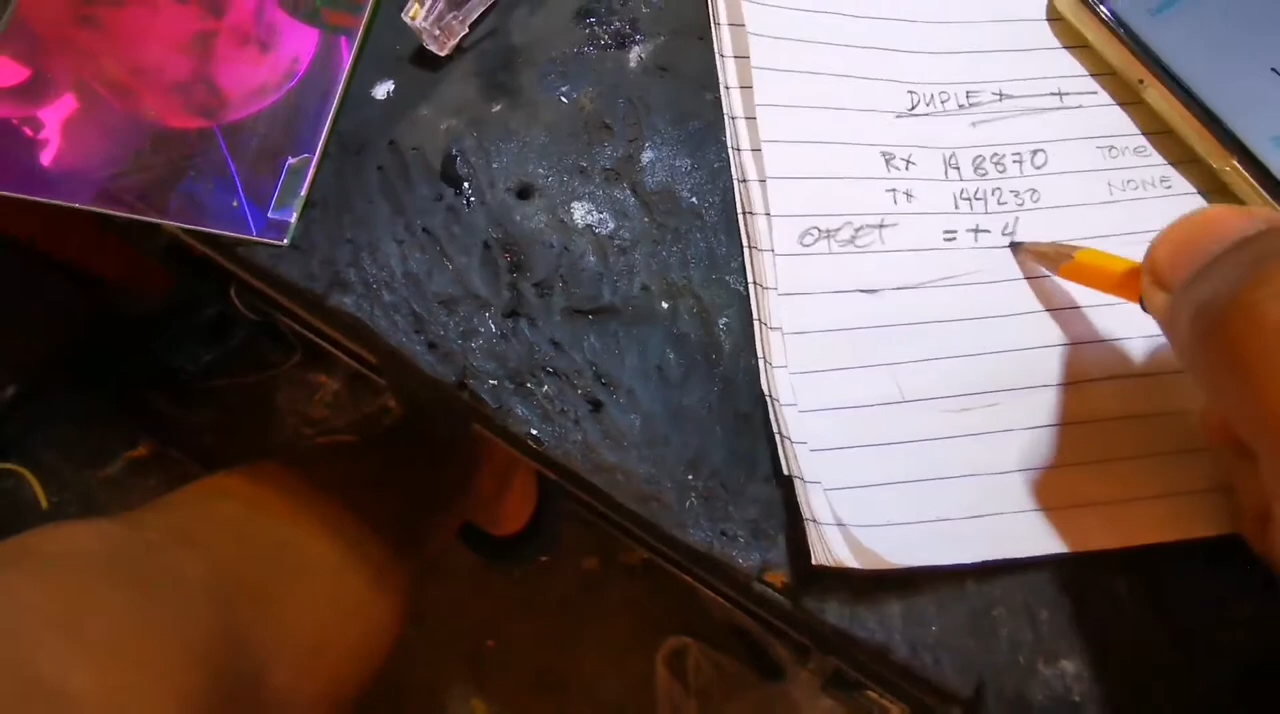 DUPLEX +
RX 148870 Tone
TX 144230 NONE
OFSET = + 4